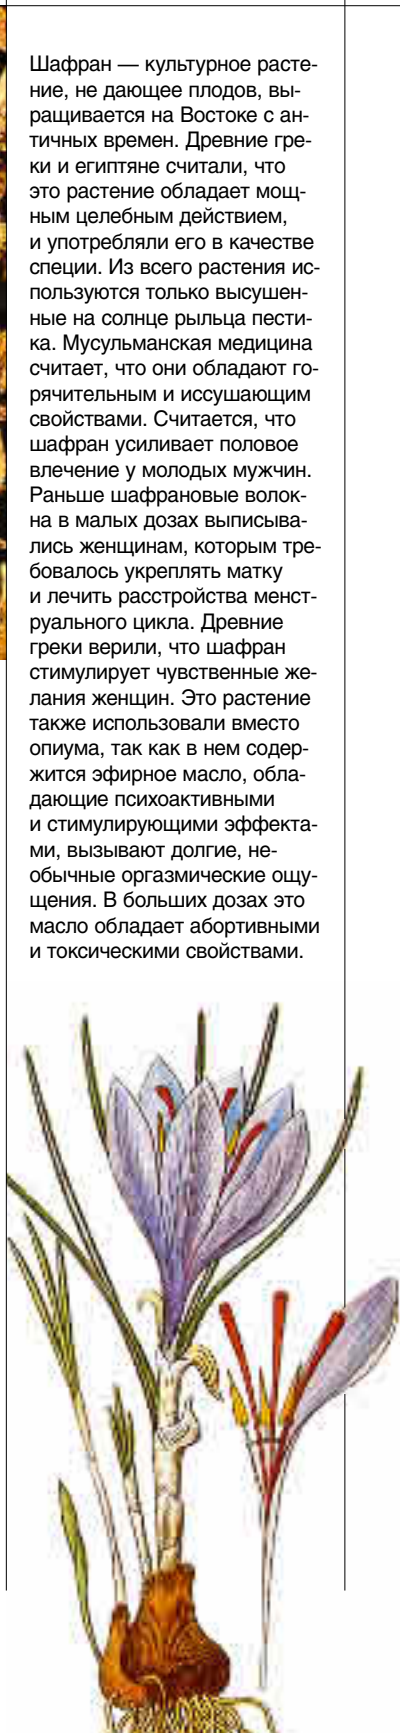 Шафран — культурное расте-
ние, не дающее плодов, вы-
ращивается на Востоке с ан-
тичных времен. Древние гре-
ки и египтяне считали, что
это растение обладает мощ-
ным целебным действием,
и употребляли его в качестве
специи. Из всего растения ис-
пользуются только высушен-
ные на солнце рыльца пести-
ка. Мусульманская медицина
считает, что они обладают го-
рячительным и иссушающим
свойствами. Считается, что
шафран усиливает половое
влечение у молодых мужчин.
Раньше шафрановые волок-
на в малых дозах выписыва-
лись женщинам, которым тре-
бовалось укреплять матку
и лечить расстройства менст-
руального цикла. Древние
греки верили, что шафран
стимулирует чувственные же-
лания женщин. Это растение
также использовали вместо
опиума, так как в нем содер-
жится эфирное масло, обла-
дающие психоактивными
и стимулирующими эффекта-
ми, вызывают долгие, не-
обычные оргазмические ощу-
щения. В больших дозах это
масло обладает абортивными
и токсическими свойствами.